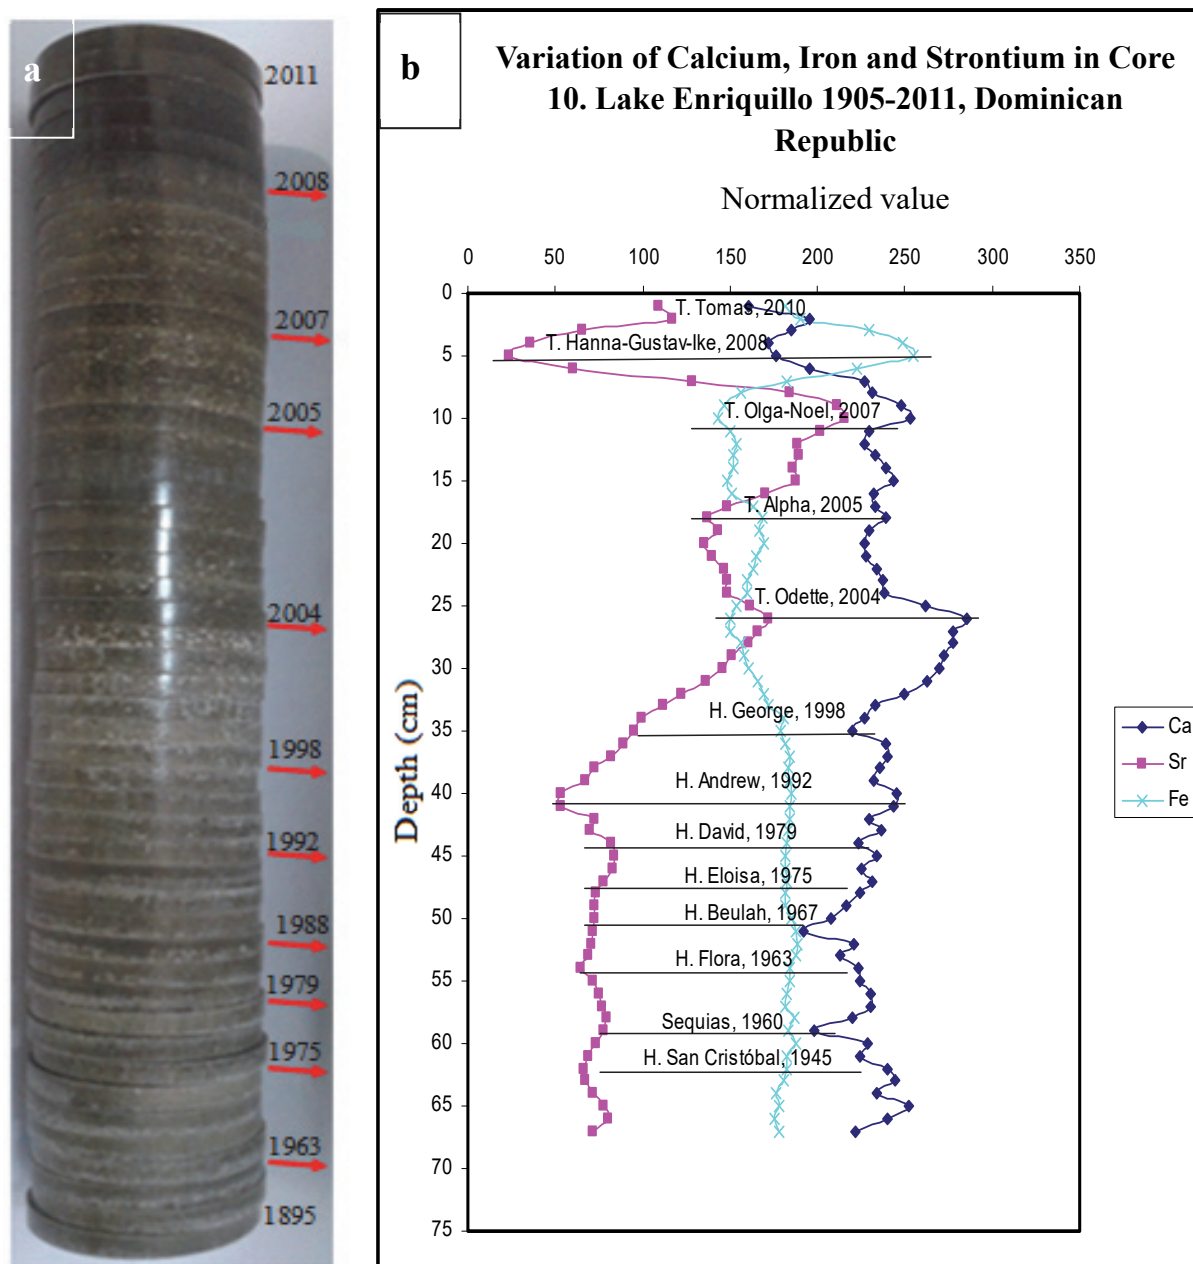 a
2011
2008
2007
2005
2004
1998
1992
1988
1979
1975
1963
1895
b
Variation of Calcium, Iron and Strontium in Core
10. Lake Enriquillo 1905-2011, Dominican
Republic
Normalized value
0 50 100 150 200 250 300 350
0
5
10
15
20
25
30
35
40
45
50
55
60
65
70
75
Depth (cm)
T. Tomas, 2010
T. Hanna-Gustav-Ike, 2008
T. Olga-Noel, 2007
T. Alpha, 2005
T. Odette, 2004
H. George, 1998
H. Andrew, 1992
H. David, 1979
H. Eloisa, 1975
H. Beulah, 1967
H. Flora, 1963
Sequias, 1960
H. San Cristóbal, 1945
Ca
Sr
Fe